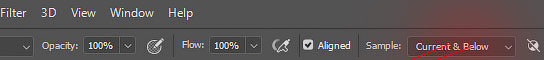 Filter 3D View Window Help
Opacity: 100% Flow: 100% Aligned Sample: Current & Below